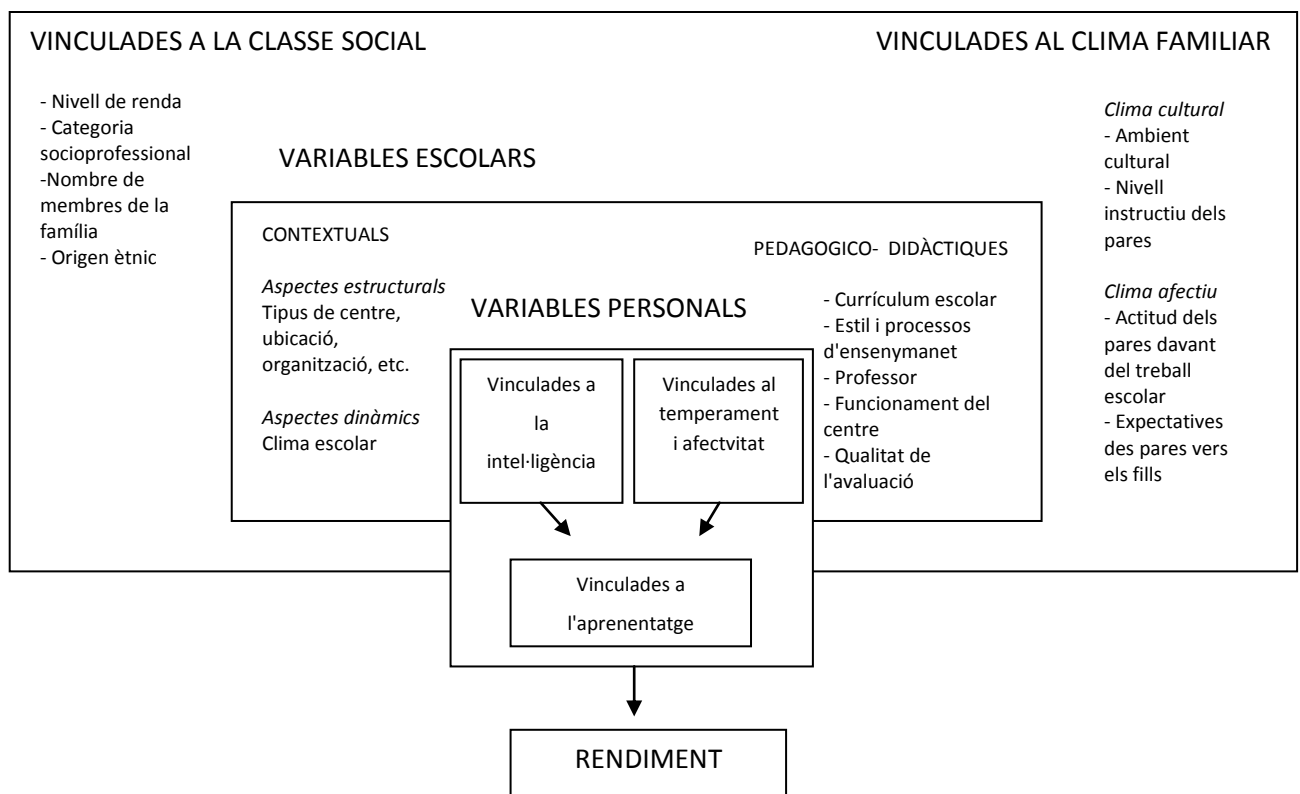 VINCULADES A LA CLASSE SOCIAL
- Nivell de renda
- Categoria
socioprofessional
-Nombre de
membres de la
família
- Origen ètnic
VINCULADES AL CLIMA FAMILIAR
Clima cultural
- Ambient
cultural
- Nivell
instructiu dels
pares
Clima afectiu
- Actitud dels
pares davant
del treball
escolar
- Expectatives
des pares vers
els fills
VARIABLES ESCOLARS
CONTEXTUALS
Aspectes estructurals
Tipus de centre,
ubicació,
organització, etc.
Aspectes dinàmics
Clima escolar
PEDAGOGICO- DIDÀCTIQUES
- Currículum escolar
- Estil i processos
d'ensenymanet
- Professor
- Funcionament del
centre
- Qualitat de
l'avaluació
VARIABLES PERSONALS
Vinculades a
la
intel·ligència
Vinculades al
temperament
i afectvitat
Vinculades a
l'aprenentatge
RENDIMENT